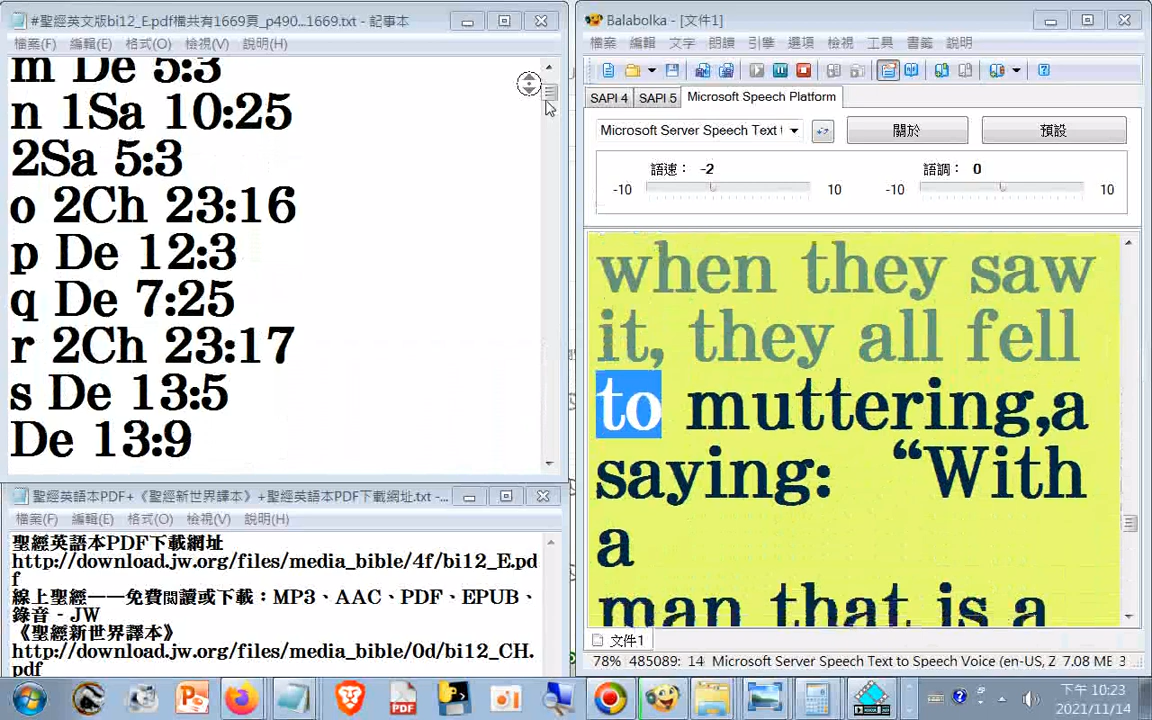 #聖經英文版bi12_E.pdf檔共有1669頁_p490...1669.txt - 記事本
檔案(F) 編輯(E) 格式(O) 檢視(V) 說明(H)
m De 5:3
n 1Sa 10:25
2Sa 5:3
o 2Ch 23:16
p De 12:3
q De 7:25
r 2Ch 23:17
s De 13:5
De 13:9
聖經英語本PDF+《聖經新世界譯本》+聖經英語本PDF下載網址.txt -...
檔案(F) 編輯(E) 格式(O) 檢視(V) 說明(H)
聖經英語本PDF下載網址
http://download.jw.org/files/media_bible/4f/bi12_E.pd
f
線上聖經——免費閱讀或下載：MP3、AAC、PDF、EPUB、
錄音 - JW
《聖經新世界譯本》
http://download.jw.org/files/media_bible/0d/bi12_CH.
pdf
Balabolka - [文件1]
檔案 編輯 文字 朗讀 引擎 選項 檢視 工具 書籤 說明
SAPI 4 SAPI 5 Microsoft Speech Platform
Microsoft Server Speech Text 關於 預設
語速： -2 語調： 0
-10 10 -10 10
when they saw
it, they all fell
to muttering,a
saying: “With
a
man that is a
文件1
78% 485089: 14 Microsoft Server Speech Text to Speech Voice (en-US, Z 7.08 MB 3
下午 10:23
2021/11/14